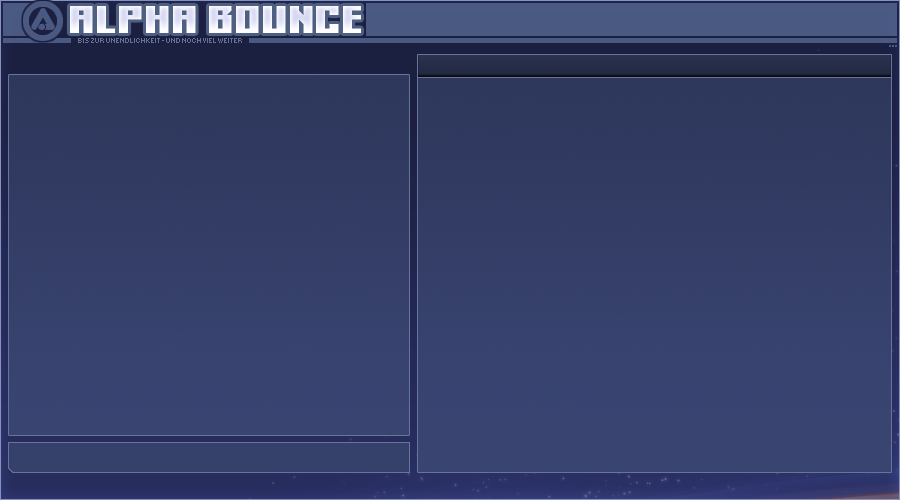 ALPHA BOUNCE
BIS ZUR UNENDLICHKEIT - UND NOCH VIEL WEITER